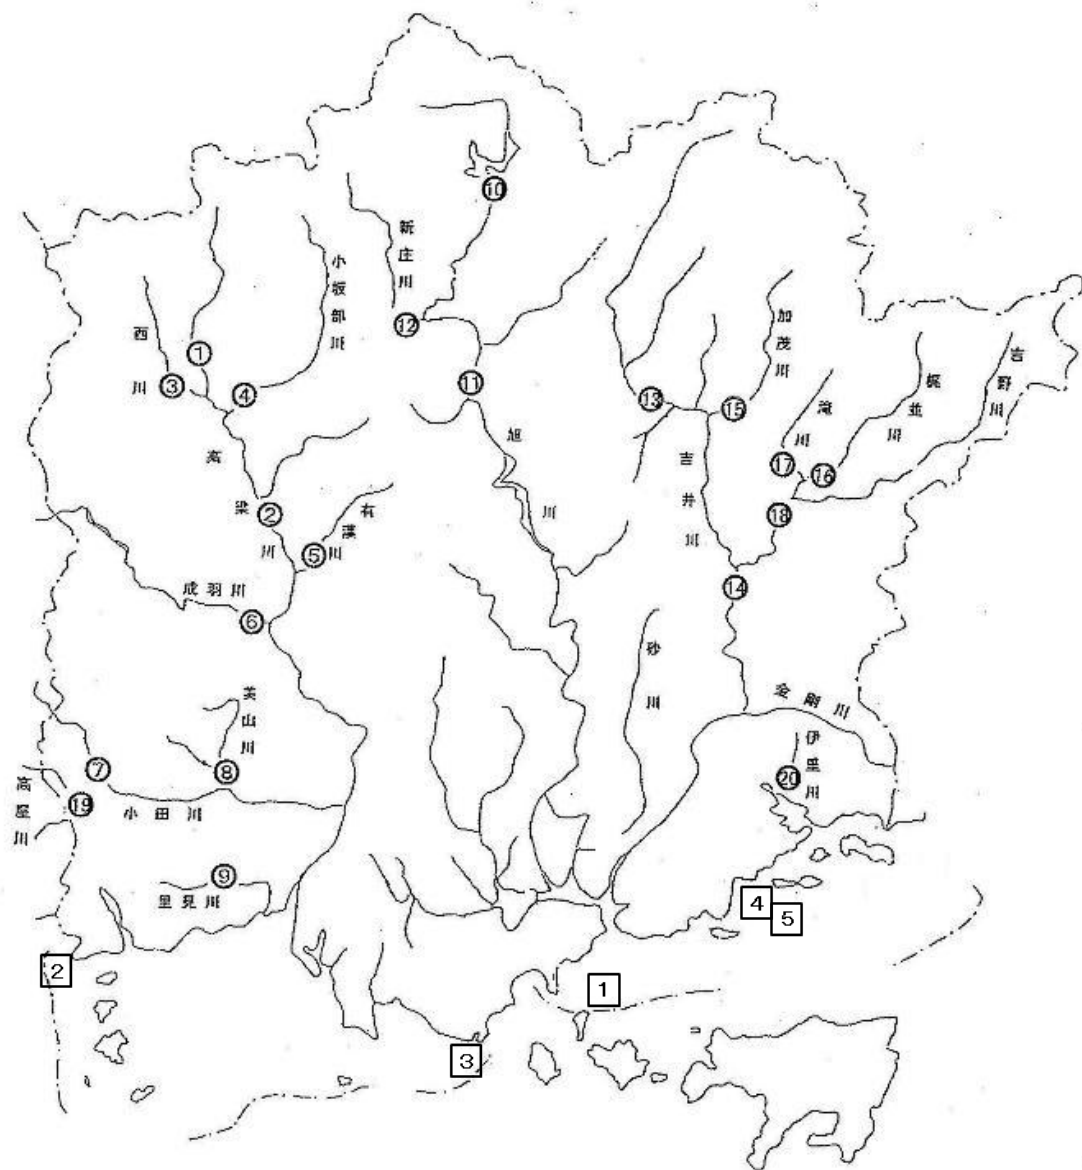 ⑩
新庄川
小坂部川
⑫
西川
①
③
④
⑪
加茂川
⑬
⑮
滝川
梶並川
吉野川
高梁川
旭川
吉井川
⑰
⑯
②
⑱
有漢川
⑤
成羽川
⑥
⑭
砂川
美山川
金剛川
伊里川
⑦
⑧
⑳
高屋川
⑲
小田川
⑨
里見川
4
5
2
1
3